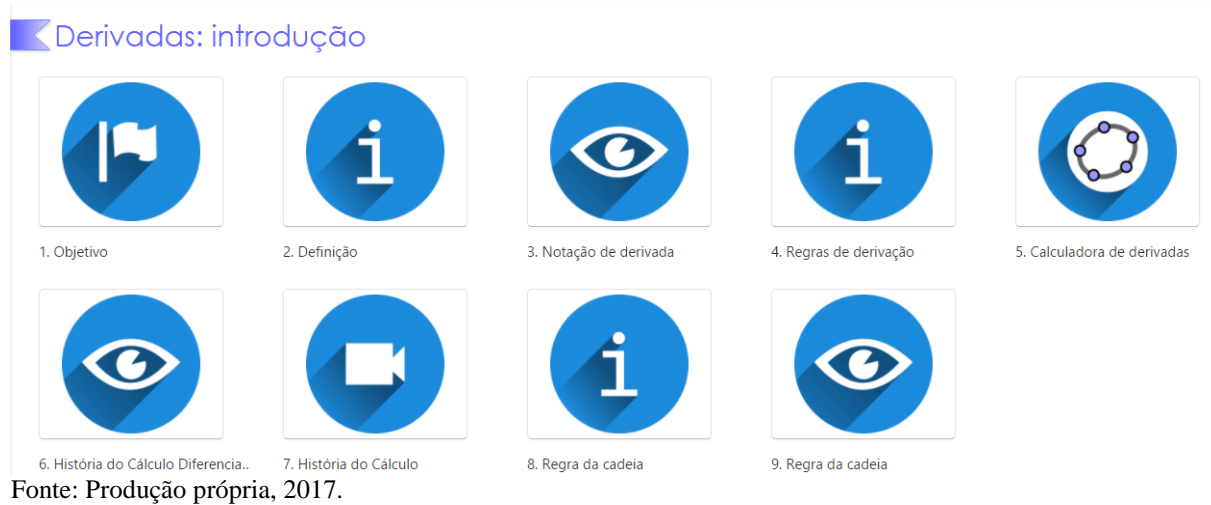 Derivadas: introdução
1. Objetivo
2. Definição
3. Notação de derivada
4. Regras de derivação
5. Calculadora de derivadas
6. História do Cálculo Diferencia..
7. História do Cálculo
8. Regra da cadeia
9. Regra da cadeia
Fonte: Produção própria, 2017.